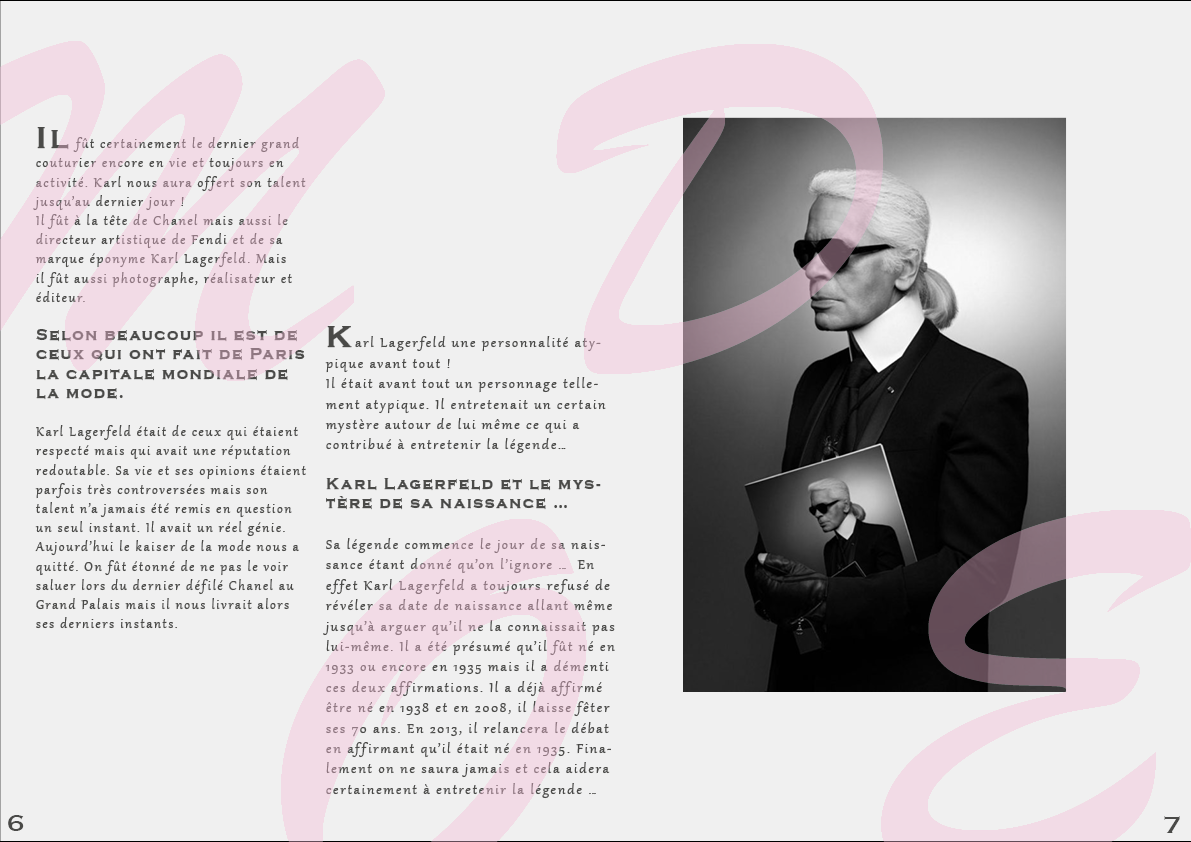 MODE
Il fût certainement le dernier grand
couturier encore en vie et toujours en
activité. Karl nous aura offert son talent
jusqu'au dernier jour !
Il fût à la tête de Chanel mais aussi le
directeur artistique de Fendi et de sa
marque éponyme Karl Lagerfeld. Mais
il fût aussi photographe, réalisateur et
éditeur.
Selon beaucoup il est de
ceux qui ont fait de Paris
la capitale mondiale de
la mode.
Karl Lagerfeld était de ceux qui étaient
respecté mais qui avait une réputation
redoutable. Sa vie et ses opinions étaient
parfois très controversées mais son
talent n'a jamais été remis en question
un seul instant. Il avait un réel génie.
Aujourd'hui le kaiser de la mode nous a
quitté. On fût étonné de ne pas le voir
saluer lors du dernier défilé Chanel au
Grand Palais mais il nous livrait alors
ses derniers instants.
Karl Lagerfeld une personnalité aty-
pique avant tout !
Il était avant tout un personnage telle-
ment atypique. Il entretenait un certain
mystère autour de lui même ce qui a
contribué à entretenir la légende...
Karl Lagerfeld et le mys-
tère de sa naissance ...
Sa légende commence le jour de sa nais-
sance étant donné qu'on l'ignore ... En
effet Karl Lagerfeld a toujours refusé de
révéler sa date de naissance allant même
jusqu'à arguer qu'il ne la connaissait pas
lui-même. Il a été présumé qu'il fût né en
1933 ou encore en 1935 mais il a démenti
ces deux affirmations. Il a déjà affirmé
être né en 1938 et en 2008, il laisse fêter
ses 70 ans. En 2013, il relancera le débat
en affirmant qu'il était né en 1935. Fina-
lement on ne saura jamais et cela aidera
certainement à entretenir la légende ...
6
7